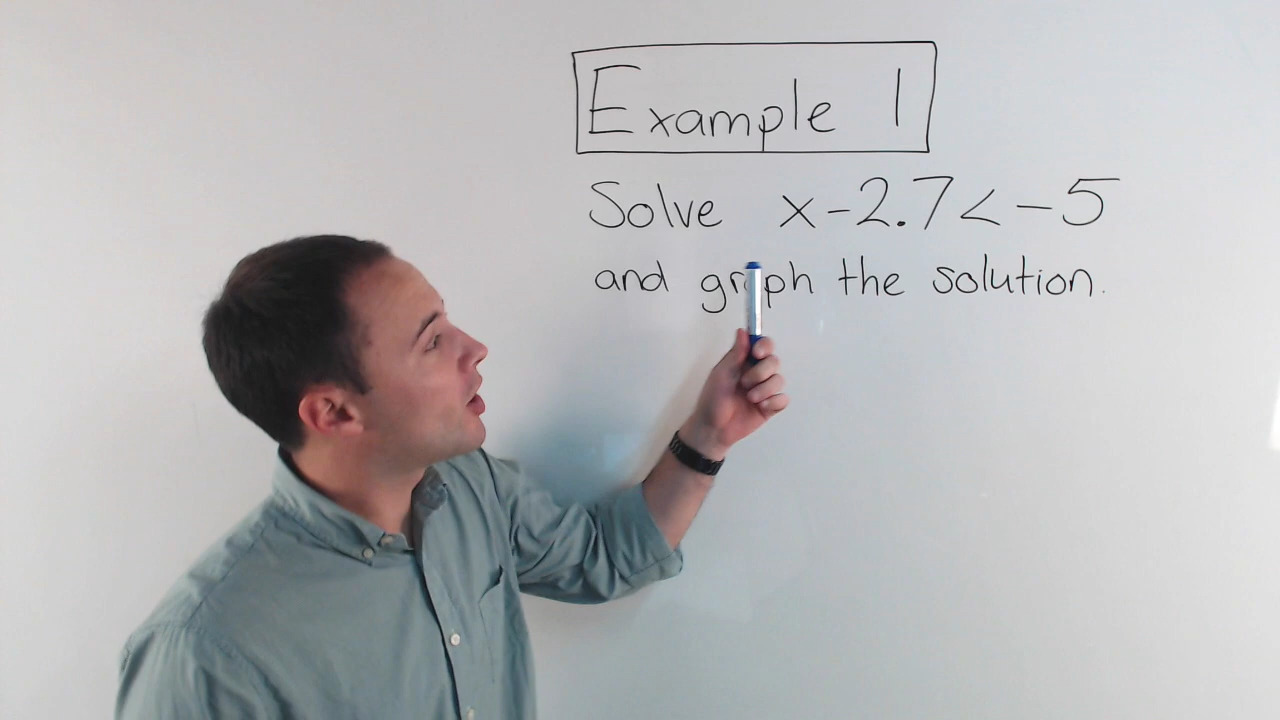 Example 1
Solve x-2.7<-5
and graph the solution.